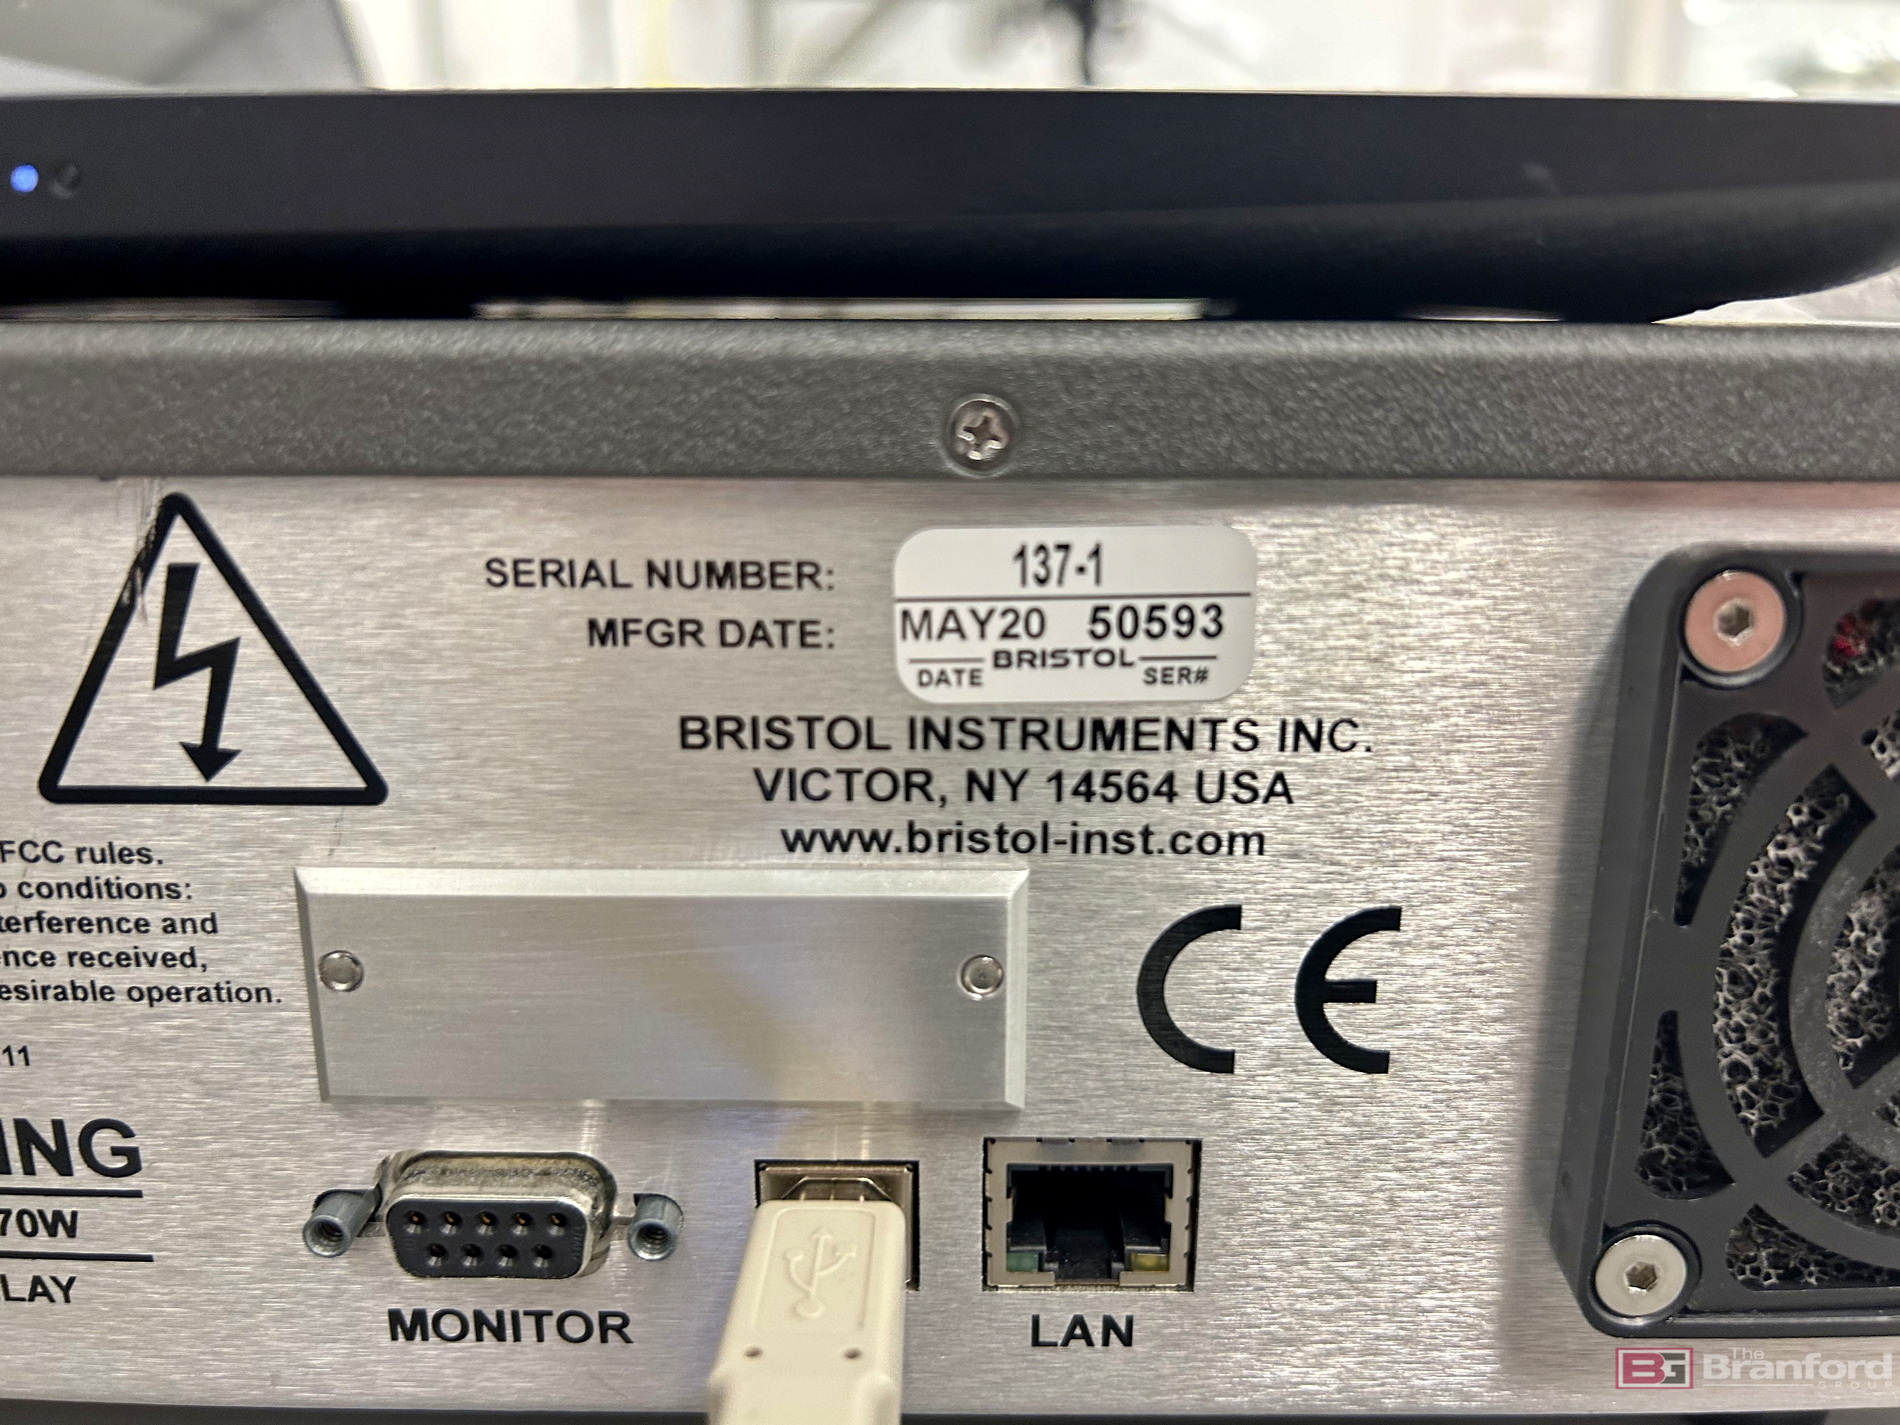 SERIAL NUMBER: 137-1
MFGR DATE: MAY20 50593
DATE BRISTOL SER#
BRISTOL INSTRUMENTS INC.
VICTOR, NY 14564 USA
www.bristol-inst.com
FCC rules.
conditions:
terference and
ence received,
esirable operation.
11
CE
ING
70W
LAY
MONITOR
LAN
BG The Branford
GROUP